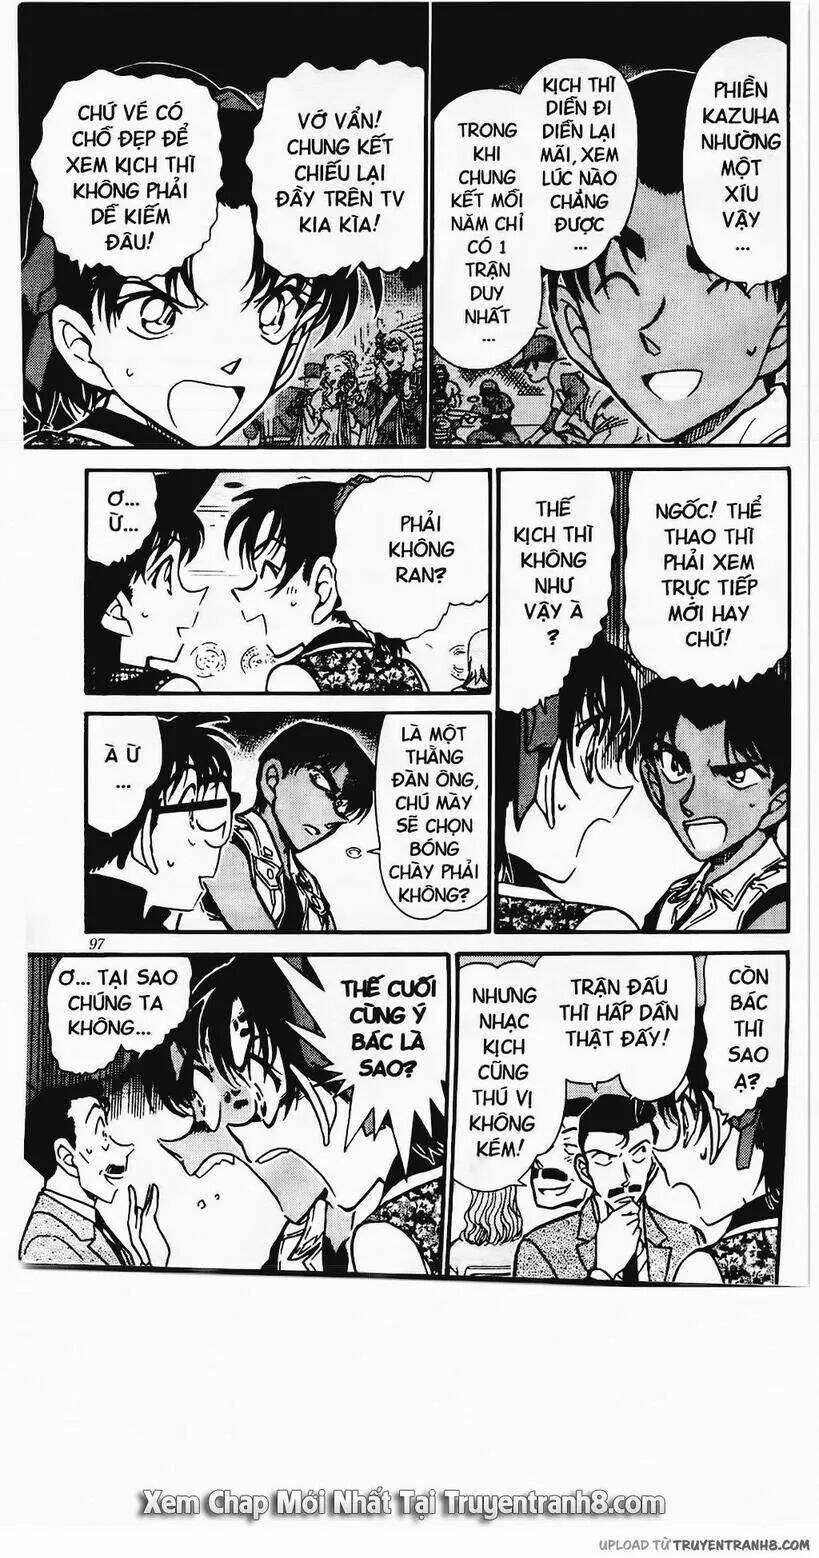 PHIỀN
KAZUHA
NHƯỜNG
MỘT
XÍU
VẬY
...
KỊCH THÌ
DIỄN ĐI
DIỄN LẠI
MÃI, XEM
LÚC NÀO
CHẲNG
ĐƯỢC
...
TRONG
KHI
CHUNG
KẾT MỖI
NĂM CHỈ
CÓ 1
TRẬN
DUY
NHẤT
...
VỚ VẨN!
CHUNG KẾT
CHIẾU LẠI
ĐẦY TRÊN TV
KIA KÌA!
CHỨ VÉ CÓ
CHỖ ĐẸP ĐỂ
XEM KỊCH THÌ
KHÔNG PHẢI
DỄ KIẾM
ĐÂU!
NGỐC! THỂ
THAO THÌ
PHẢI XEM
TRỰC TIẾP
MỚI HAY
CHỨ!
THẾ
KỊCH THÌ
KHÔNG
NHƯ
VẬY À
?
PHẢI
KHÔNG
RAN?
Ơ...
Ừ...
LÀ MỘT
THẰNG
ĐÀN ÔNG,
CHÚ MÀY
SẼ CHỌN
BÓNG
CHÀY PHẢI
KHÔNG?
À Ừ
...
97
CÒN
BÁC
THÌ
SAO
Ạ?
TRẬN ĐẤU
THÌ HẤP DẪN
THẬT ĐẤY!
NHƯNG
NHẠC
KỊCH
CŨNG
THÚ VỊ
KHÔNG
KÉM!
THẾ CUỐI
CÙNG Ý
BÁC LÀ
SAO?
Ơ... TẠI SAO
CHÚNG TA
KHÔNG...
Xem Chap Mới Nhất Tại Truyentranh8.com
UPLOAD TỪ TRUYENTRANH8.COM